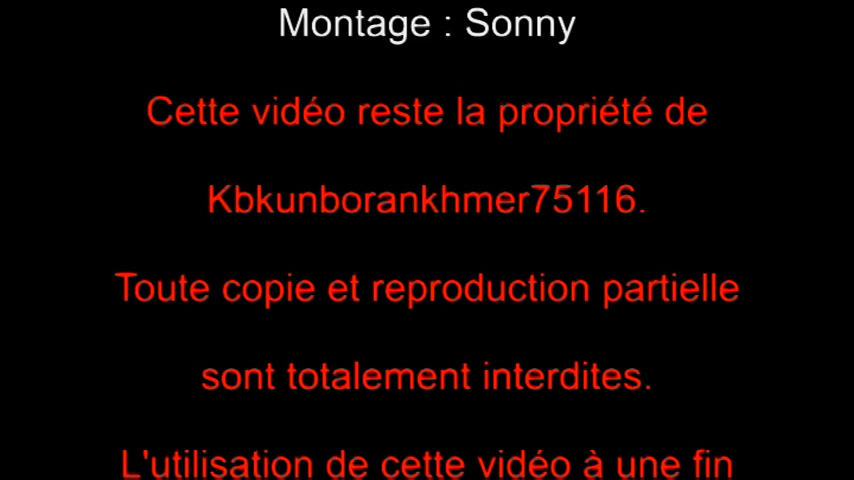 Montage : Sonny
Cette vidéo reste la propriété de
Kbkunborankhmer75116.
Toute copie et reproduction partielle
sont totalement interdites.
L'utilisation de cette vidéo à une fin